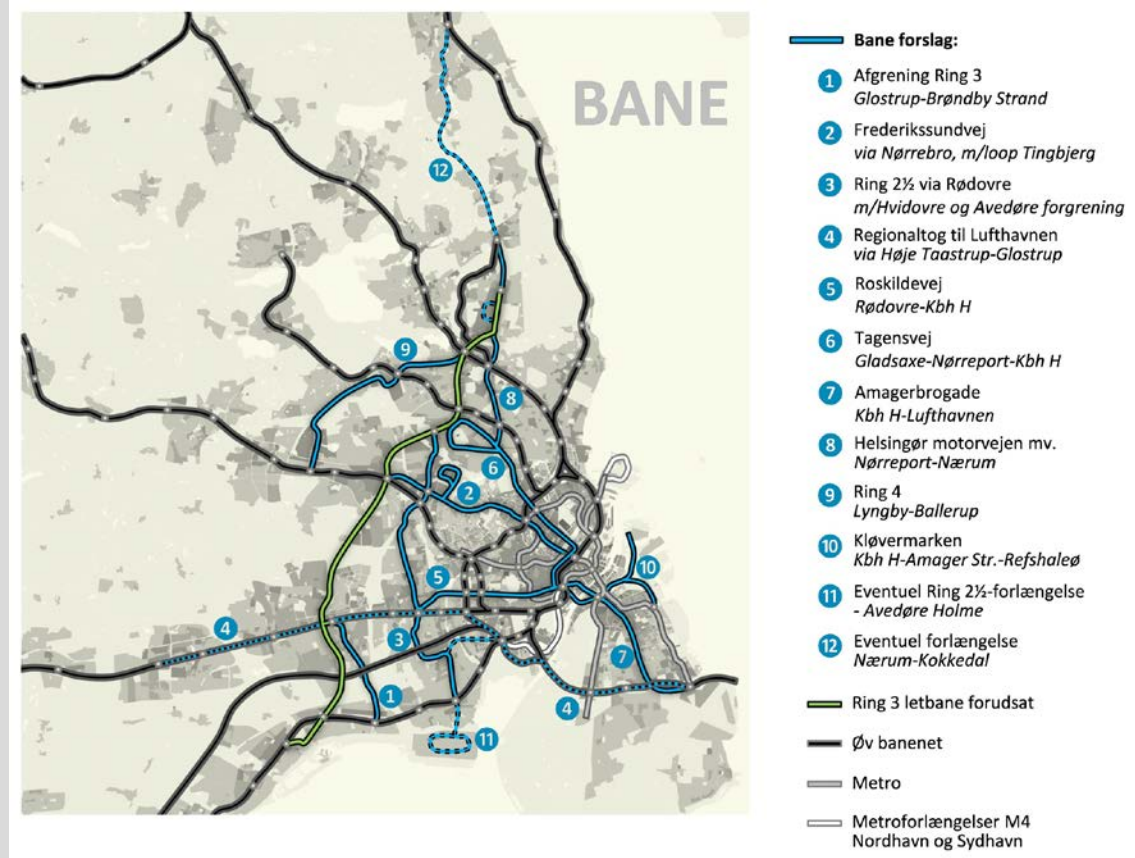 BANE
12
9
8
6
2
5
10
4
3
7
1
4
11
Bane forslag:
1 Afgrening Ring 3
Glostrup-Brøndby Strand
2 Frederikssundvej
via Nørrebro, m/loop Tingbjerg
3 Ring 2½ via Rødovre
m/Hvidovre og Avedøre forgrening
4 Regionaltog til Lufthavnen
via Høje Taastrup-Glostrup
5 Roskildevej
Rødovre-Kbh H
6 Tagensvej
Gladsaxe-Nørreport-Kbh H
7 Amagerbrogade
Kbh H-Lufthavnen
8 Helsingør motorvejen mv.
Nørreport-Nærum
9 Ring 4
Lyngby-Ballerup
10 Kløvermarken
Kbh H-Amager Str.-Refshaleø
11 Eventuel Ring 2½-forlængelse
- Avedøre Holme
12 Eventuel forlængelse
Nærum-Kokkedal
Ring 3 letbane forudsat
Øv banenet
Metro
Metroforlængelser M4
Nordhavn og Sydhavn